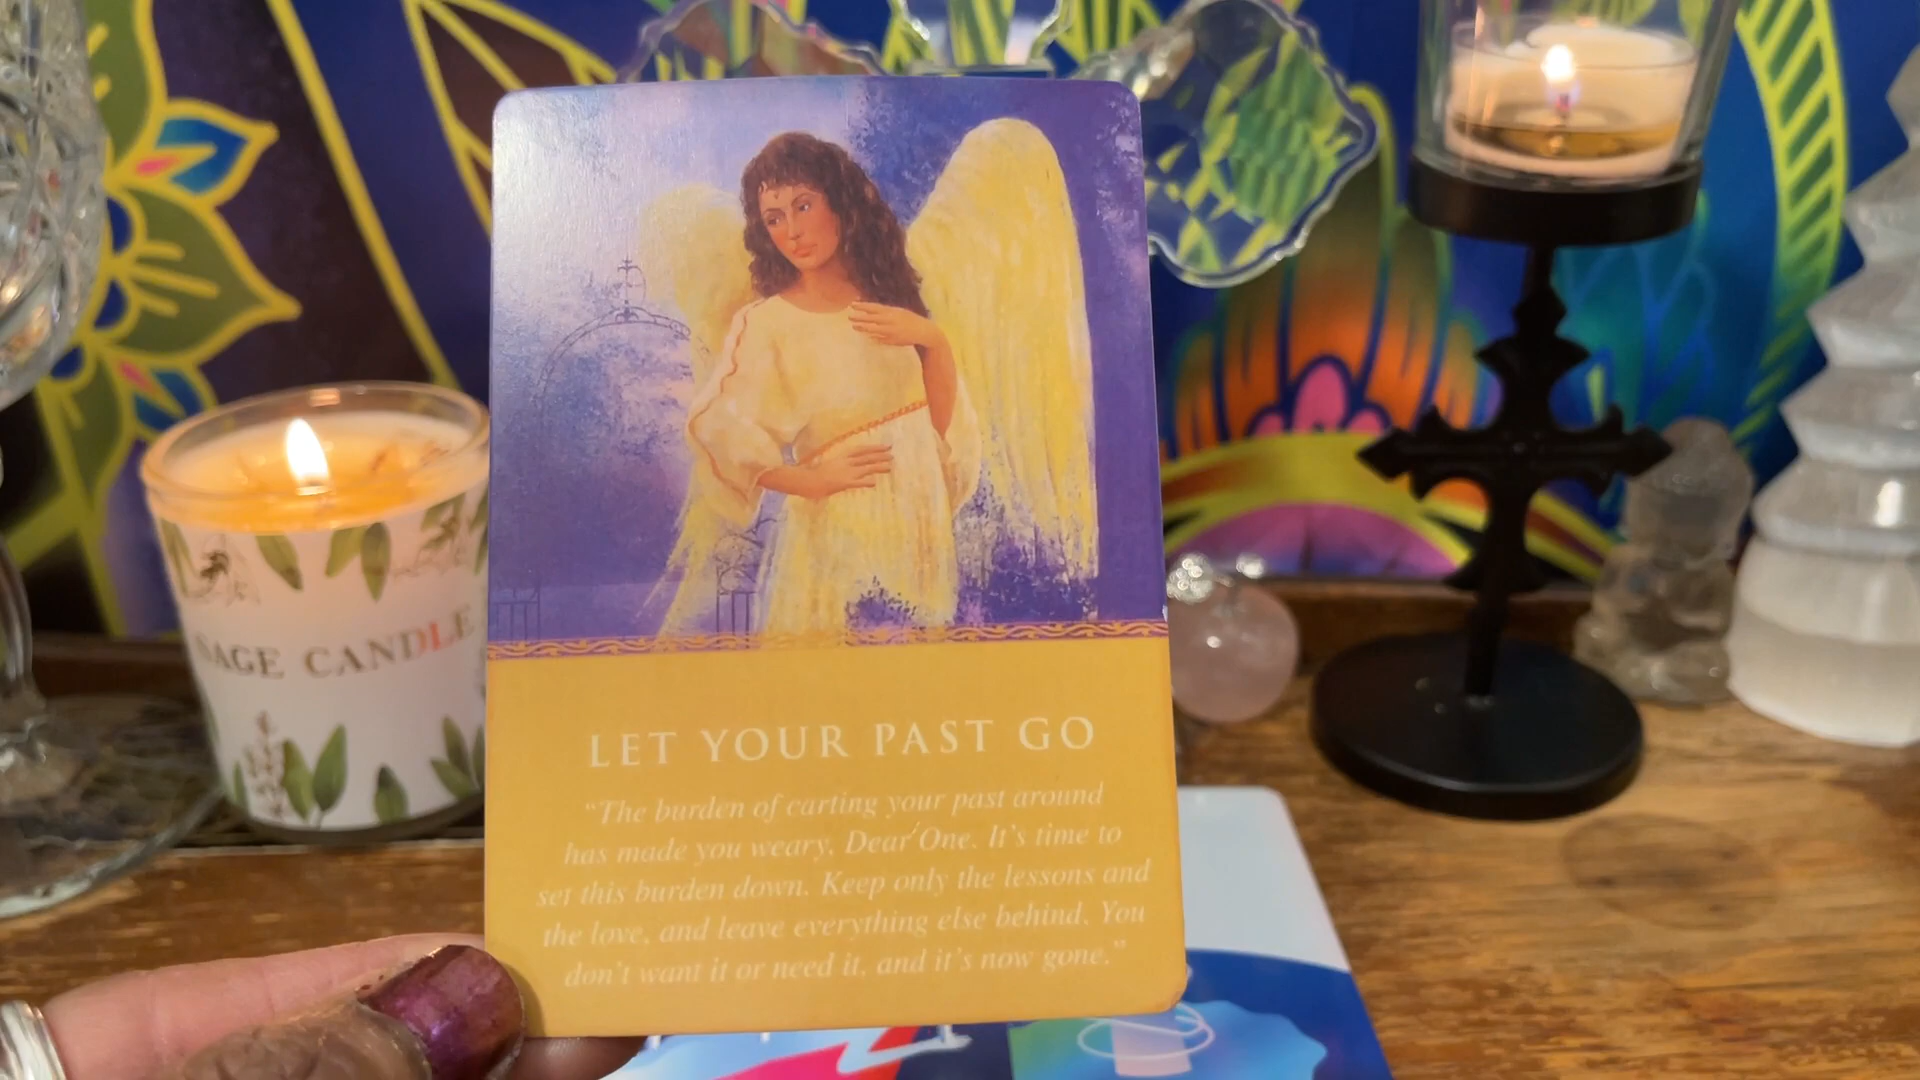 SAGE CANDLE
LET YOUR PAST GO
“The burden of carting your past around
has made you weary, Dear One. It’s time to
set this burden down. Keep only the lessons and
the love, and leave everything else behind. You
don’t want it or need it, and it’s now gone.”